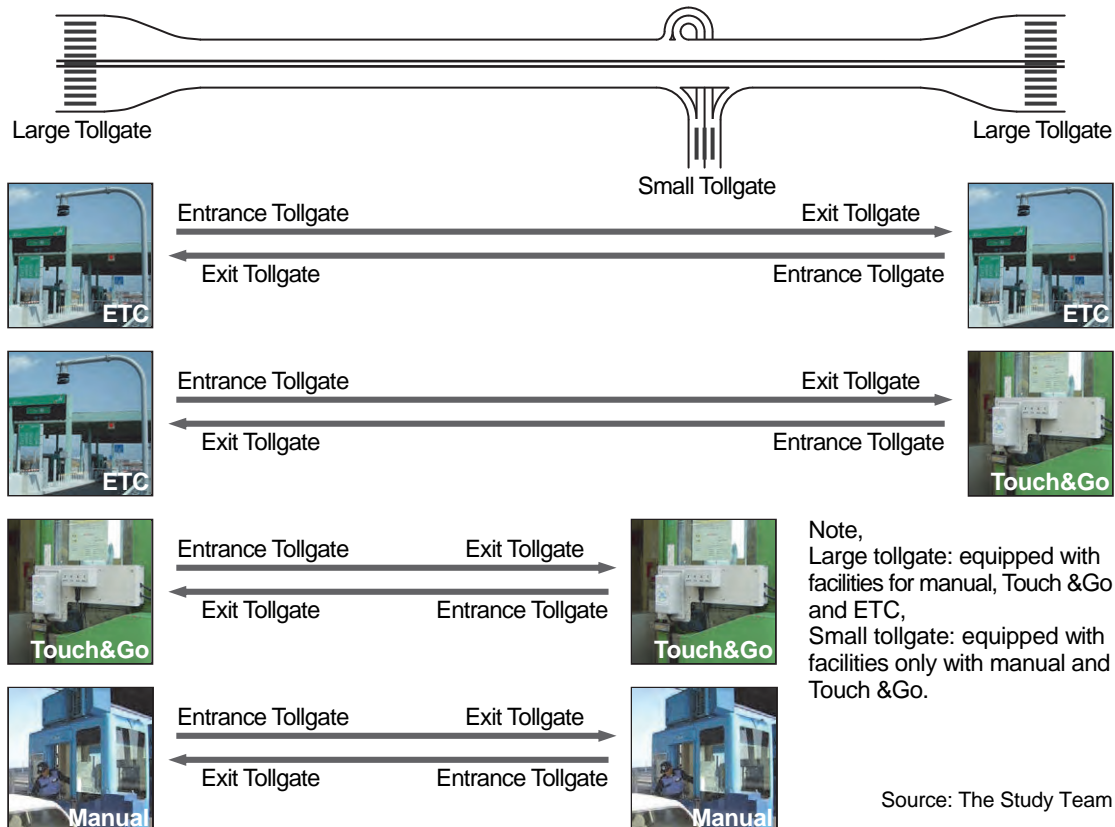 Large Tollgate
Large Tollgate
Small Tollgate
Entrance Tollgate
Exit Tollgate
Exit Tollgate
Entrance Tollgate
ETC
ETC
Entrance Tollgate
Exit Tollgate
Exit Tollgate
Entrance Tollgate
ETC
Touch&Go
Entrance Tollgate
Exit Tollgate
Exit Tollgate
Entrance Tollgate
Touch&Go
Touch&Go
Note,
Large tollgate: equipped with
facilities for manual, Touch &Go
and ETC,
Small tollgate: equipped with
facilities only with manual and
Touch &Go.
Entrance Tollgate
Exit Tollgate
Exit Tollgate
Entrance Tollgate
Manual
Manual
Source: The Study Team